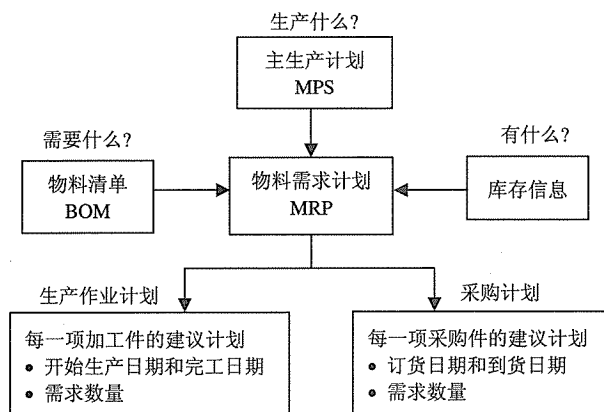 生产什么?
主生产计划
MPS
需要什么?
有什么?
物料清单
BOM
物料需求计划
MRP
库存信息
生产作业计划
采购计划
每一项加工件的建议计划
● 开始生产日期和完工日期
● 需求数量
每一项采购件的建议计划
● 订货日期和到货日期
● 需求数量